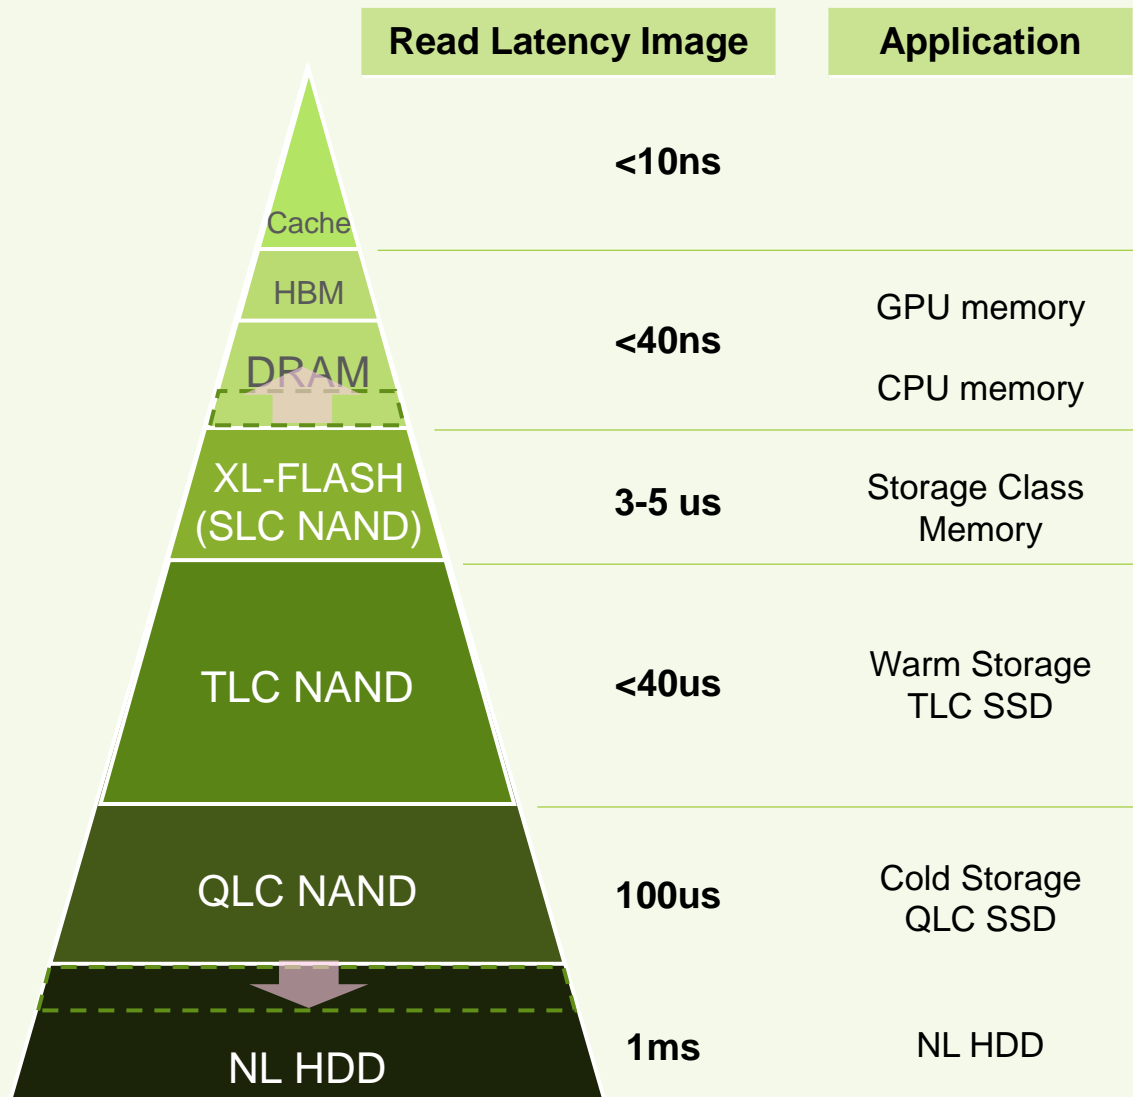 Read Latency Image
Application
<10ns
Cache
HBM
GPU memory
<40ns
DRAM
CPU memory
XL-FLASH
(SLC NAND)
3-5 us
Storage Class
Memory
TLC NAND
<40us
Warm Storage
TLC SSD
QLC NAND
100us
Cold Storage
QLC SSD
NL HDD
1ms
NL HDD